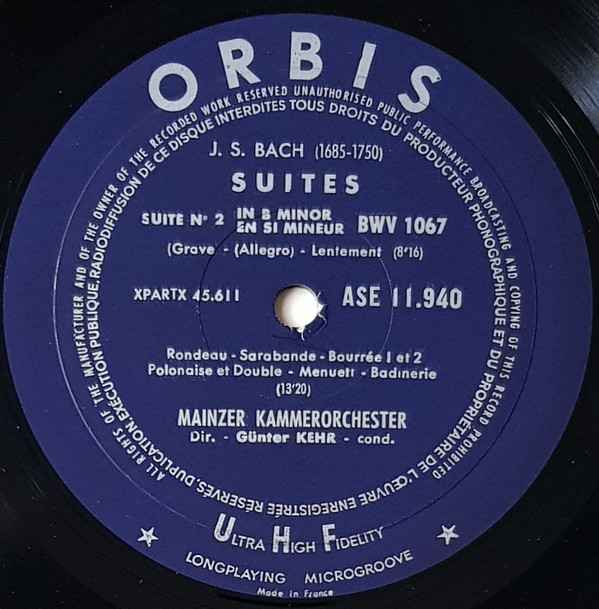 ORBIS
ALL RIGHTS OF THE MANUFACTURER AND OF THE OWNER OF THE RECORDED WORK RESERVED UNAUTHORISED PUBLIC PERFORMANCE BROADCASTING AND COPYING OF THIS RECORD PROHIBITED
TOUS DROITS DU PRODUCTEUR PHONOGRAPHIQUE ET DU PROPRIÉTAIRE DE L'ŒUVRE ENREGISTRÉE RÉSERVÉS. DUPLICATION, EXÉCUTION PUBLIQUE, RADIODIFFUSION DE CE DISQUE INTERDITES
J. S. BACH (1685-1750)
SUITES
SUITE Nº 2 IN B MINOR
EN SI MINEUR BWV 1067
(Grave - (Allegro) - Lentement (8'16)
XPARTX 45.611 ASE 11.940
Rondeau - Sarabande - Bourrée 1 et 2
Polonaise et Double - Menuett - Badinerie
(13'20)
MAINZER KAMMERORCHESTER
Dir. - Günter KEHR - cond.
ULTRA HIGH FIDELITY
LONGPLAYING MICROGROOVE
Made in France